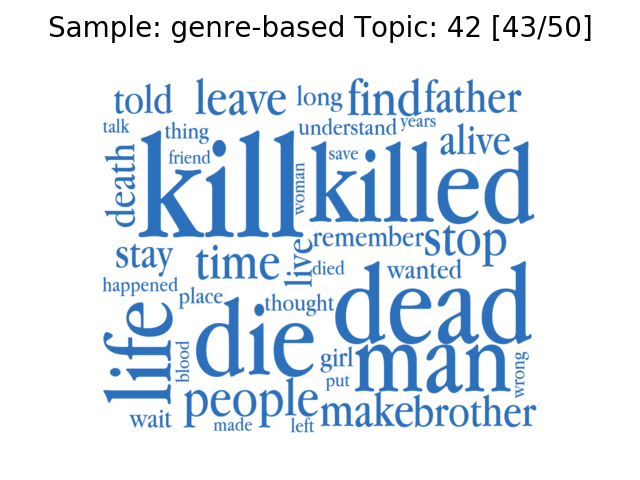 Sample: genre-based Topic: 42 [43/50]
told leave long find father
talk thing understand years
friend save alive
death kill woman killed
stay time live remember stop
died wanted
happened place thought
life blood die dead
girl man wrong
put
people make brother
wait made left